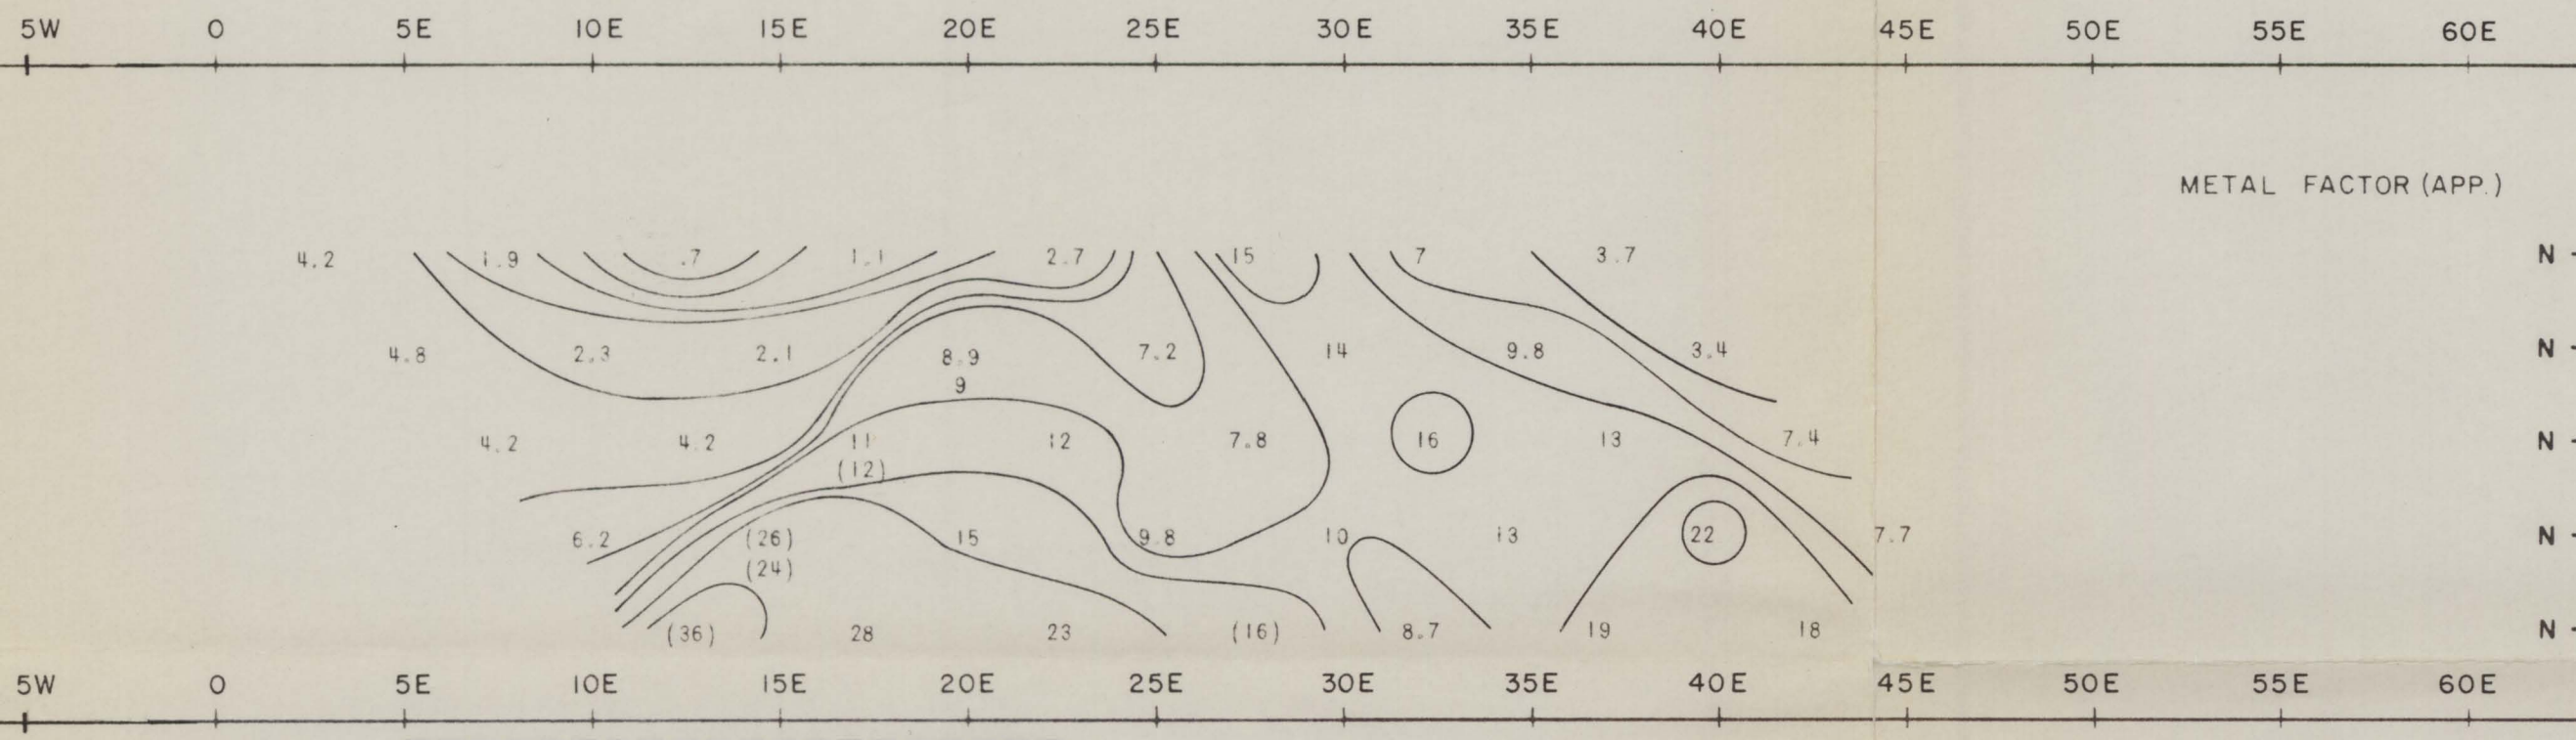 5W 0 5E 10E 15E 20E 25E 30E 35E 40E 45E 50E 55E 60E
METAL FACTOR (APP.)
4.2 1.9 .7 1.1 2.7 15 7 3.7 N -
4.8 2.3 2.1 8.9 7.2 14 9.8 3.4 N -
9
4.2 4.2 11 12 7.8 16 13 7.4 N -
(12)
6.2 (26) 15 9.8 10 13 22 7.7 N -
(24)
(36) 28 23 (16) 8.7 19 18 N -
5W 0 5E 10E 15E 20E 25E 30E 35E 40E 45E 50E 55E 60E